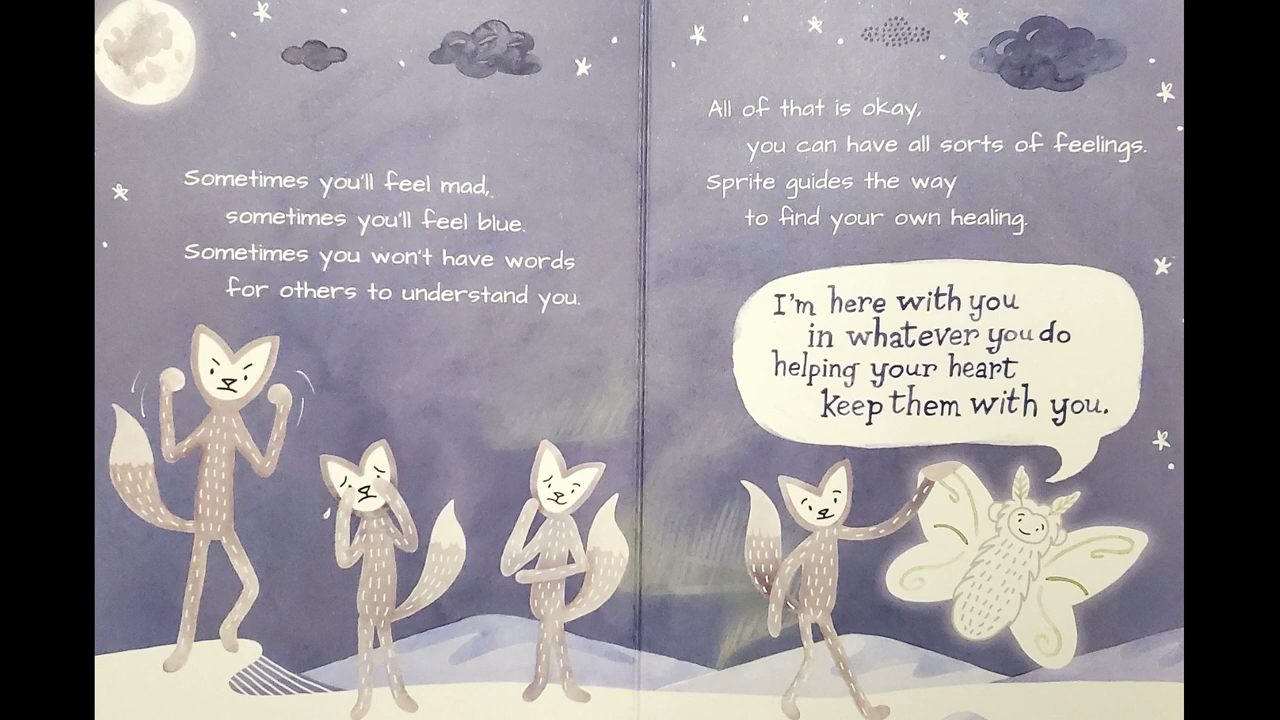 Sometimes you'll feel mad,
sometimes you'll feel blue.
Sometimes you won't have words
for others to understand you.
All of that is okay,
you can have all sorts of feelings.
Sprite guides the way
to find your own healing.
I'm here with you
in whatever you do
helping your heart
keep them with you.